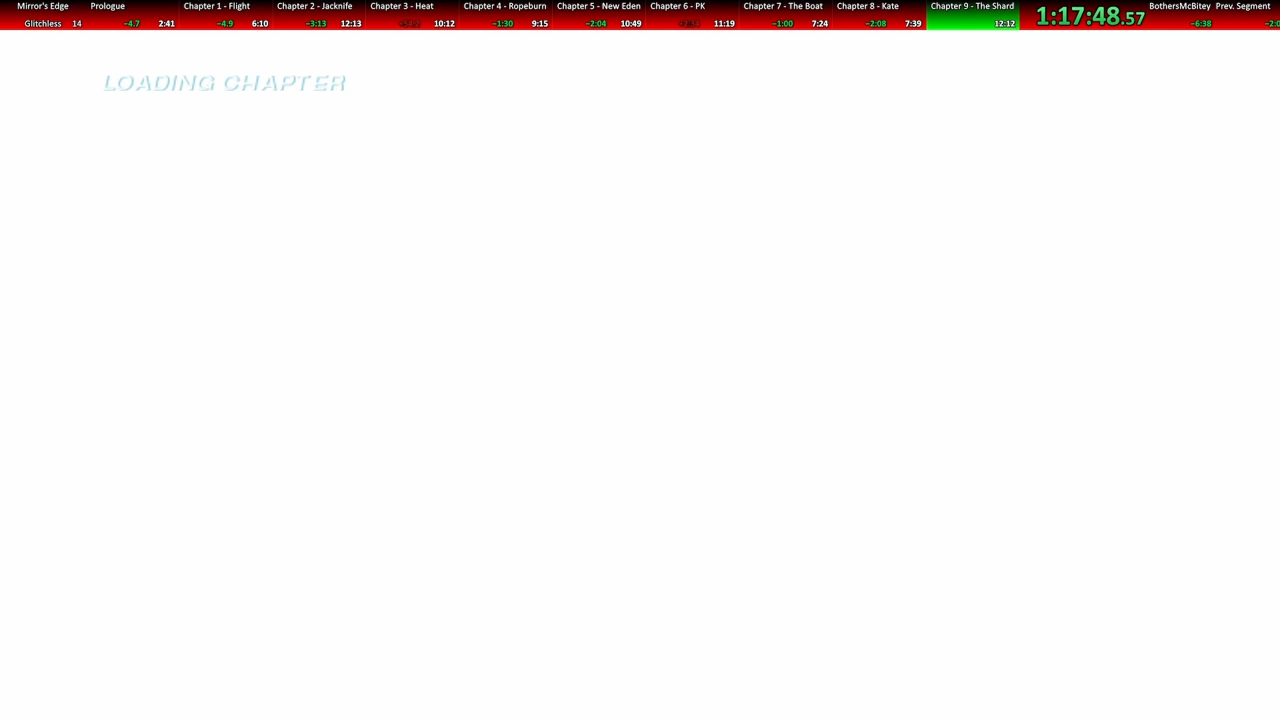 Mirror's Edge Prologue Chapter 1 - Flight Chapter 2 - Jacknife Chapter 3 - Heat Chapter 4 - Ropeburn Chapter 5 - New Eden Chapter 6 - PK Chapter 7 - The Boat Chapter 8 - Kate Chapter 9 - The Shard 1:17:48.57 BothersMcBitey Prev. Segment
Glitchless 14 −4.7 2:41 −4.9 6:10 −3:13 12:13 10:12 −1:30 9:15 −2:04 10:49 11:19 −1:00 7:24 −2:08 7:39 12:12 −6:38
LOADING CHAPTER